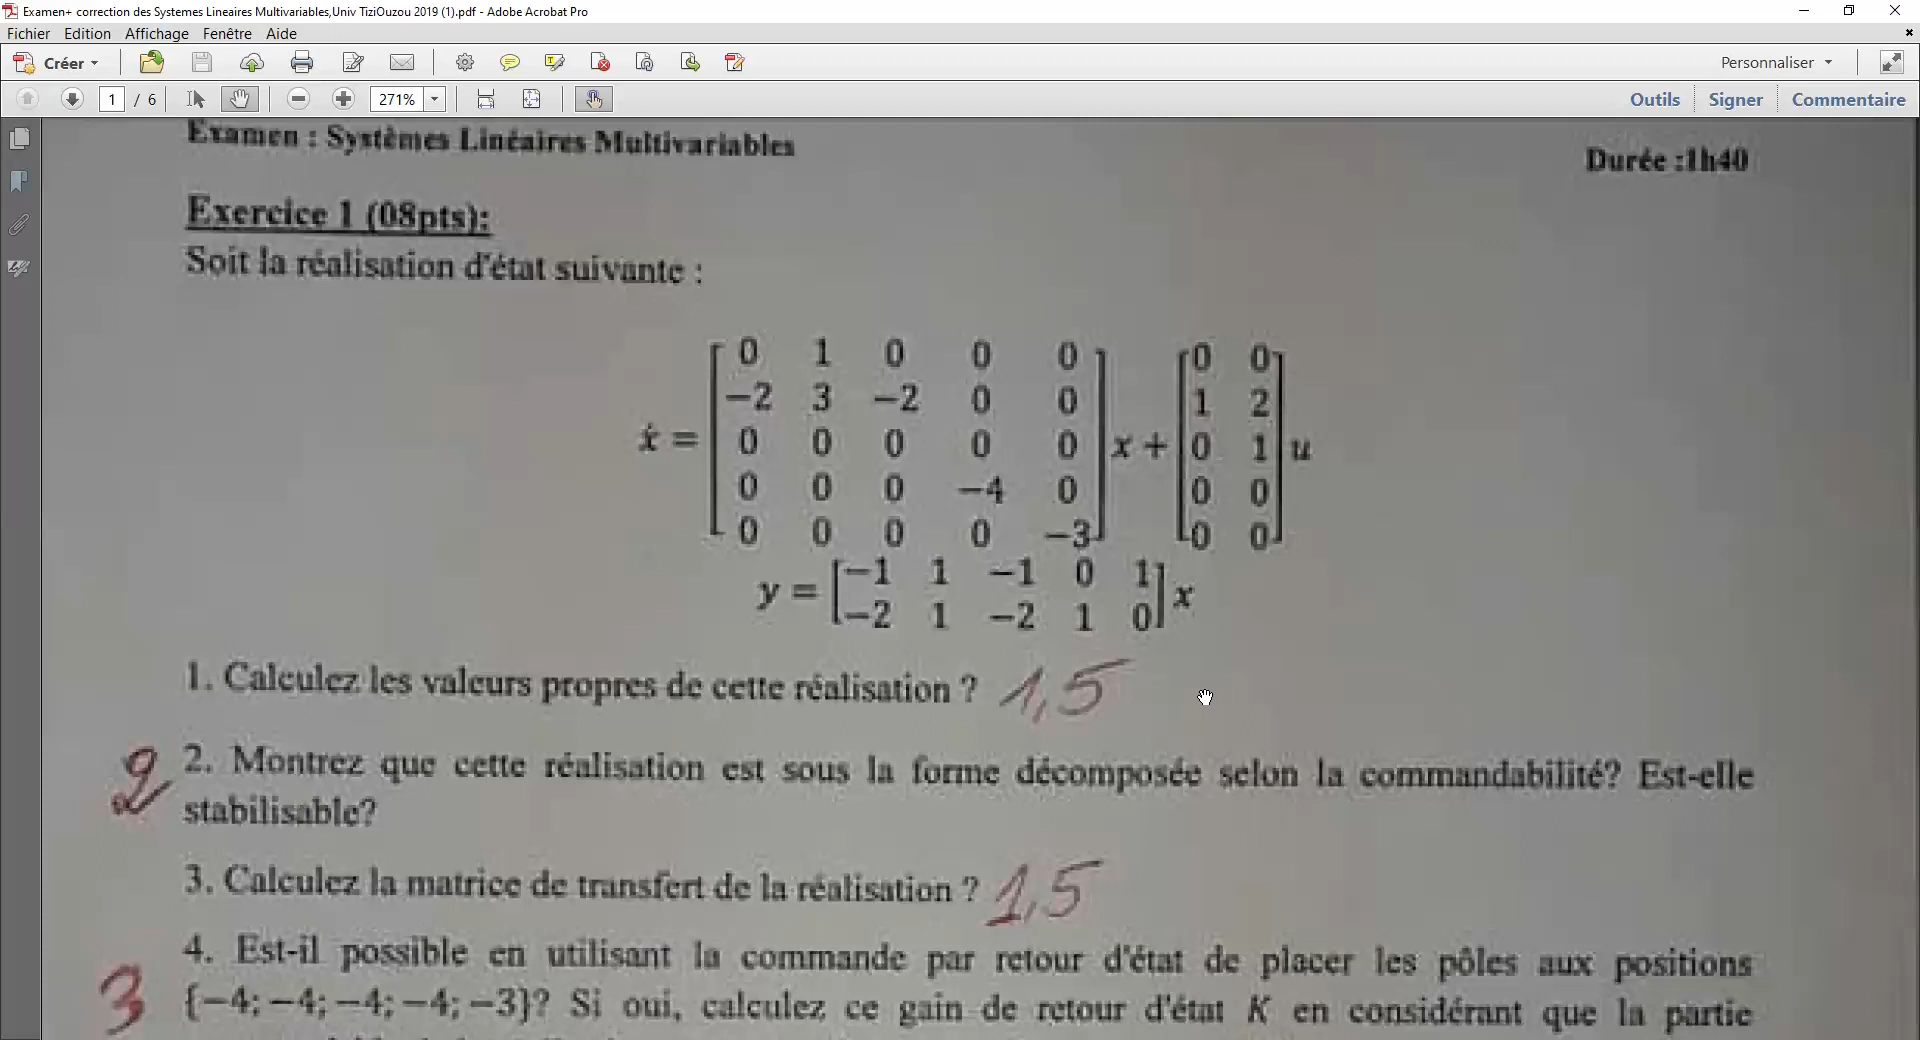 Examen+ correction des Systemes Lineaires Multivariables,Univ TiziOuzou 2019 (1).pdf - Adobe Acrobat Pro
Fichier Edition Affichage Fenêtre Aide
Créer Personnaliser
1 / 6 271% Outils Signer Commentaire
Examen : Systèmes Linéaires Multivariables
Durée :1h40
Exercice 1 (08pts):
Soit la réalisation d'état suivante :
0 1 0 0 0 0 0
−2 3 −2 0 0 1 2
ẋ = 0 0 0 0 0 x + 0 1 u
0 0 0 −4 0 0 0
0 0 0 0 −3 0 0
−1 1 −1 0 1
y = x
−2 1 −2 1 0
1. Calculez les valeurs propres de cette réalisation ? 1,5
2 2. Montrez que cette réalisation est sous la forme décomposée selon la commandabilité? Est-elle
stabilisable?
3. Calculez la matrice de transfert de la réalisation ? 1,5
4. Est-il possible en utilisant la commande par retour d'état de placer les pôles aux positions
3 {−4; −4; −4; −4; −3}? Si oui, calculez ce gain de retour d'état K en considérant que la partie